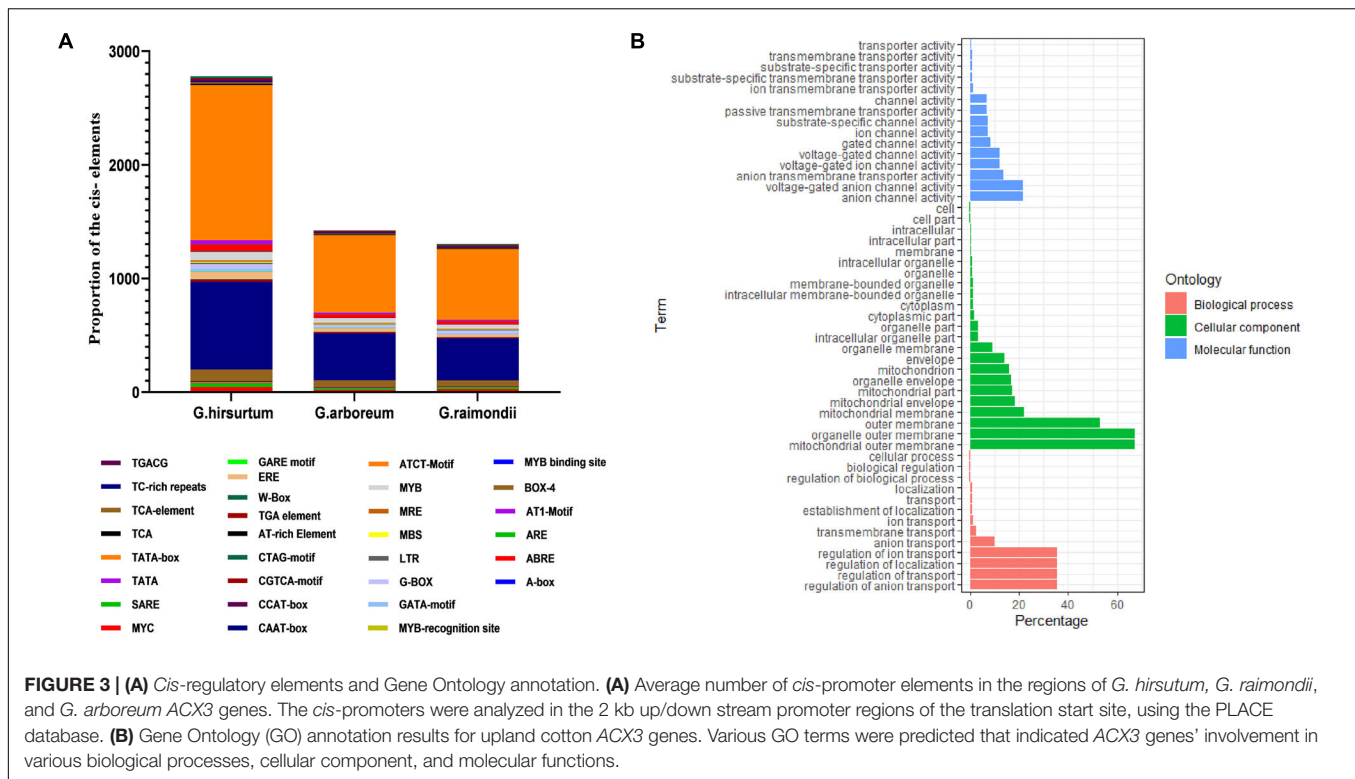 A
3000
2000
1000
0
Proportion of the cis- elements
G.hirsurtum
G.arboreum
G.raimondii
TGACG
TC-rich repeats
TCA-element
TCA
TATA-box
TATA
SARE
MYC
GARE motif
ERE
W-Box
TGA element
AT-rich Element
CTAG-motif
CGTCA-motif
CCAT-box
CAAT-box
ATCT-Motif
MYB
MRE
MBS
LTR
G-BOX
GATA-motif
MYB-recognition site
MYB binding site
BOX-4
AT1-Motif
ARE
ABRE
A-box
B
Term
transporter activity
transmembrane transporter activity
substrate-specific transporter activity
substrate-specific transmembrane transporter activity
ion transmembrane transporter activity
channel activity
passive transmembrane transporter activity
substrate-specific channel activity
ion channel activity
gated channel activity
voltage-gated channel activity
voltage-gated ion channel activity
anion transmembrane transporter activity
voltage-gated anion channel activity
anion channel activity
cell
cell part
intracellular
intracellular part
membrane
intracellular organelle
organelle
membrane-bounded organelle
intracellular membrane-bounded organelle
cytoplasm
cytoplasmic part
organelle part
intracellular organelle part
organelle membrane
envelope
mitochondrion
organelle envelope
mitochondrial part
mitochondrial envelope
mitochondrial membrane
outer membrane
organelle outer membrane
mitochondrial outer membrane
cellular process
biological regulation
regulation of biological process
localization
transport
establishment of localization
ion transport
transmembrane transport
anion transport
regulation of ion transport
regulation of localization
regulation of transport
regulation of anion transport
0 20 40 60
Percentage
Ontology
Biological process
Cellular component
Molecular function
FIGURE 3 | (A) Cis-regulatory elements and Gene Ontology annotation. (A) Average number of cis-promoter elements in the regions of G. hirsutum, G. raimondii,
and G. arboreum ACX3 genes. The cis-promoters were analyzed in the 2 kb up/down stream promoter regions of the translation start site, using the PLACE
database. (B) Gene Ontology (GO) annotation results for upland cotton ACX3 genes. Various GO terms were predicted that indicated ACX3 genes' involvement in
various biological processes, cellular component, and molecular functions.